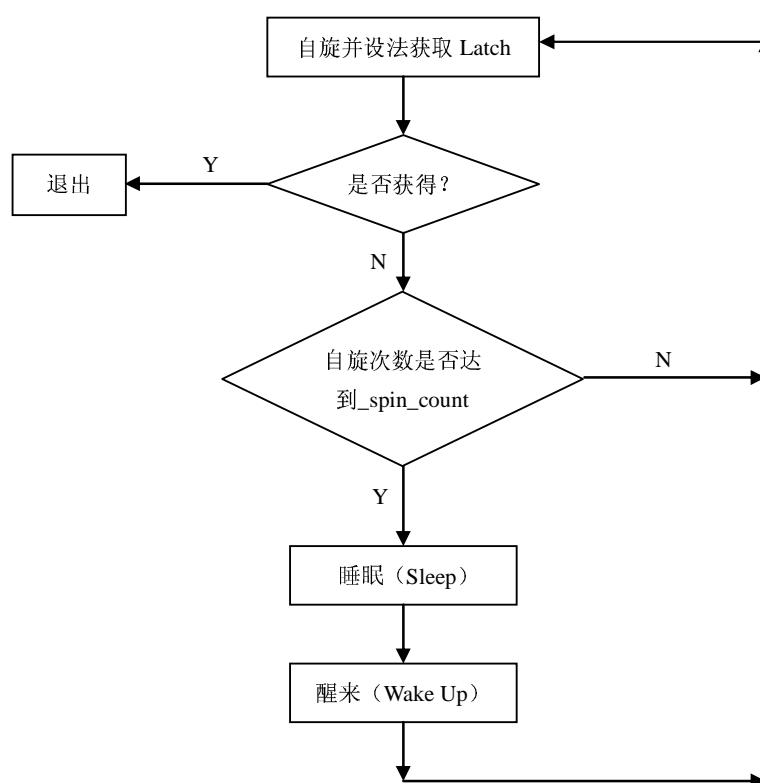 自旋并设法获取 Latch
Y
退出
是否获得？
N
自旋次数是否达
到_spin_count
N
Y
睡眠（Sleep）
醒来（Wake Up）